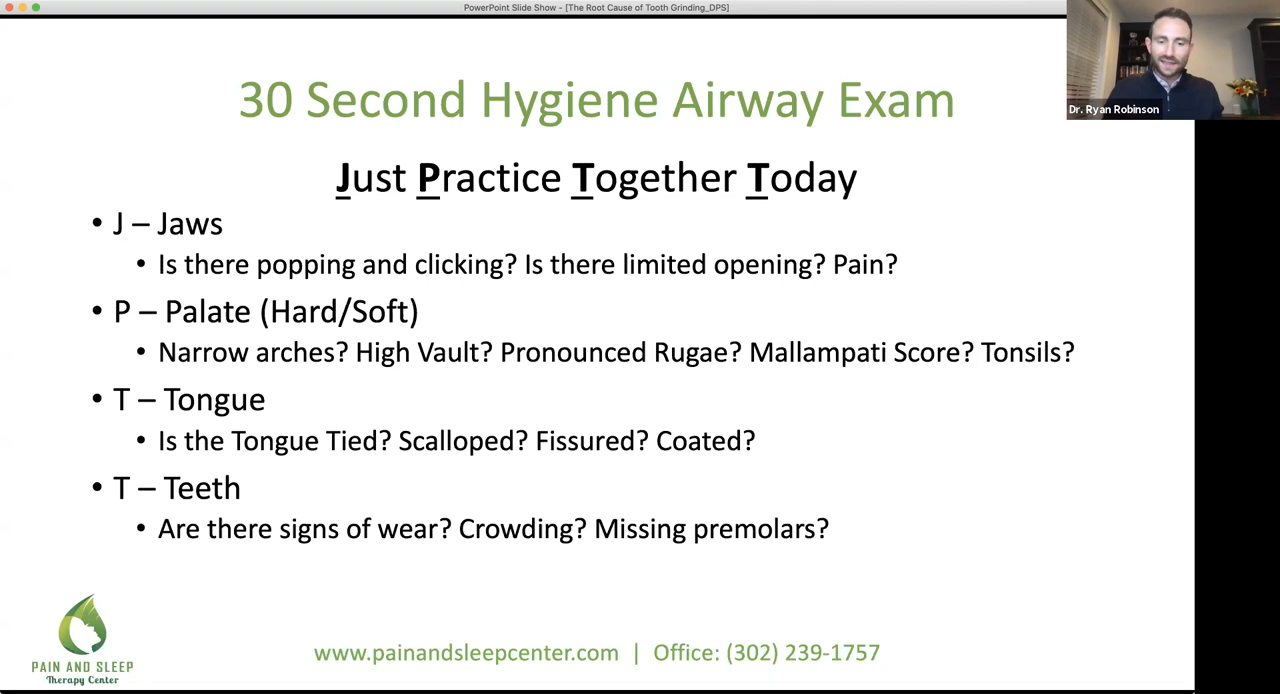 PowerPoint Slide Show - [The Root Cause of Tooth Grinding_DPS]
Dr. Ryan Robinson
30 Second Hygiene Airway Exam
Just Practice Together Today
• J – Jaws
• Is there popping and clicking? Is there limited opening? Pain?
• P – Palate (Hard/Soft)
• Narrow arches? High Vault? Pronounced Rugae? Mallampati Score? Tonsils?
• T – Tongue
• Is the Tongue Tied? Scalloped? Fissured? Coated?
• T – Teeth
• Are there signs of wear? Crowding? Missing premolars?
PAIN AND SLEEP
Therapy Center
www.painandsleepcenter.com | Office: (302) 239-1757